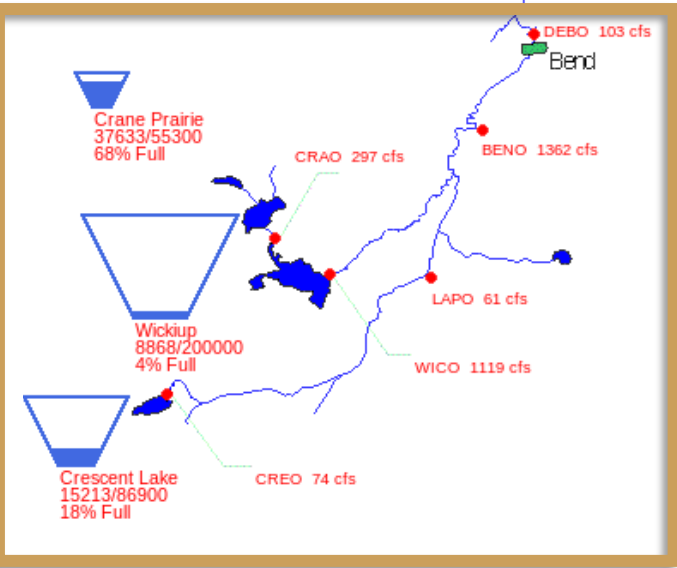 DEBO 103 cfs
Bend
Crane Prairie
37633/55300
68% Full
CRAO 297 cfs
BENO 1362 cfs
Wickiup
8868/200000
4% Full
LAPO 61 cfs
WICO 1119 cfs
Crescent Lake
15213/86900
18% Full
CREO 74 cfs